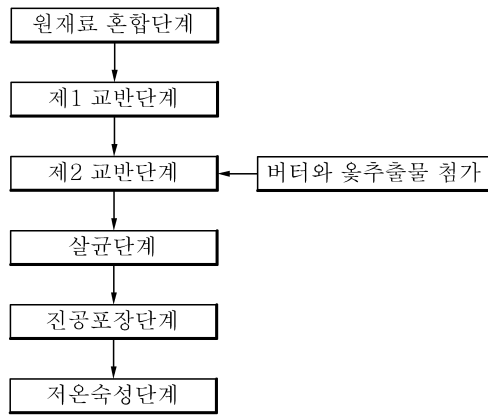 원재료 혼합단계
제1 교반단계
제2 교반단계
버터와 옻추출물 첨가
살균단계
진공포장단계
저온숙성단계